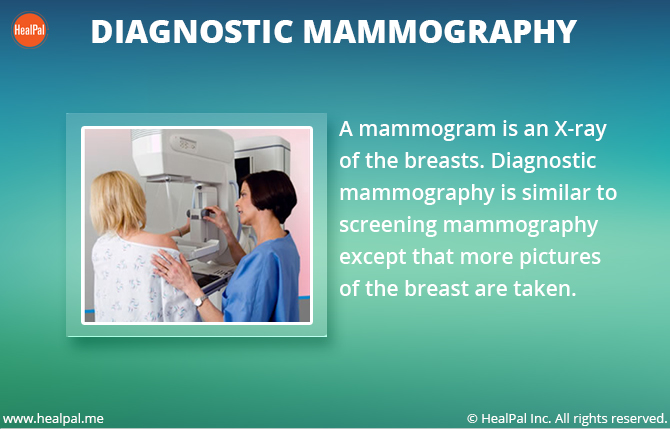 HealPal
DIAGNOSTIC MAMMOGRAPHY
A mammogram is an X-ray
of the breasts. Diagnostic
mammography is similar to
screening mammography
except that more pictures
of the breast are taken.
www.healpal.me
© HealPal Inc. All rights reserved.